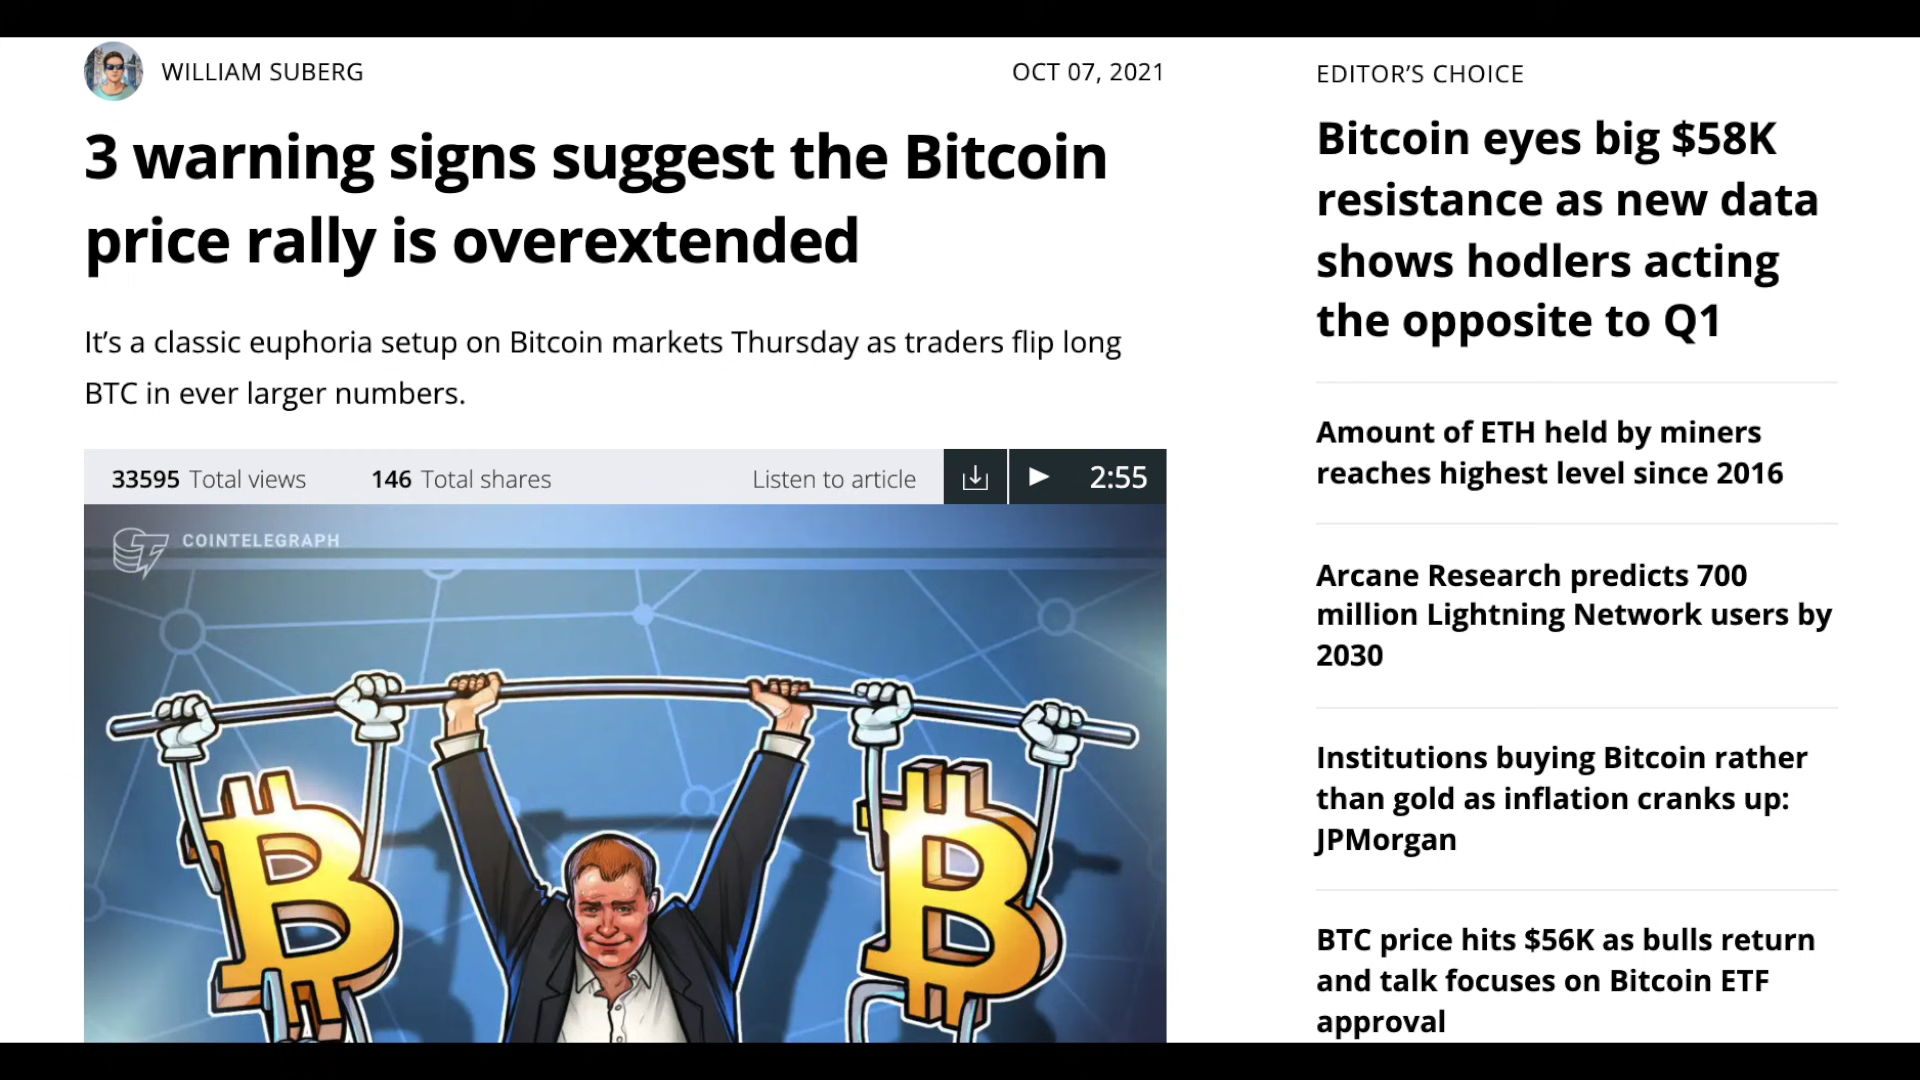 WILLIAM SUBERG
OCT 07, 2021
3 warning signs suggest the Bitcoin
price rally is overextended
It’s a classic euphoria setup on Bitcoin markets Thursday as traders flip long
BTC in ever larger numbers.
33595 Total views
146 Total shares
Listen to article
2:55
COINTELEGRAPH
EDITOR’S CHOICE
Bitcoin eyes big $58K
resistance as new data
shows hodlers acting
the opposite to Q1
Amount of ETH held by miners
reaches highest level since 2016
Arcane Research predicts 700
million Lightning Network users by
2030
Institutions buying Bitcoin rather
than gold as inflation cranks up:
JPMorgan
BTC price hits $56K as bulls return
and talk focuses on Bitcoin ETF
approval